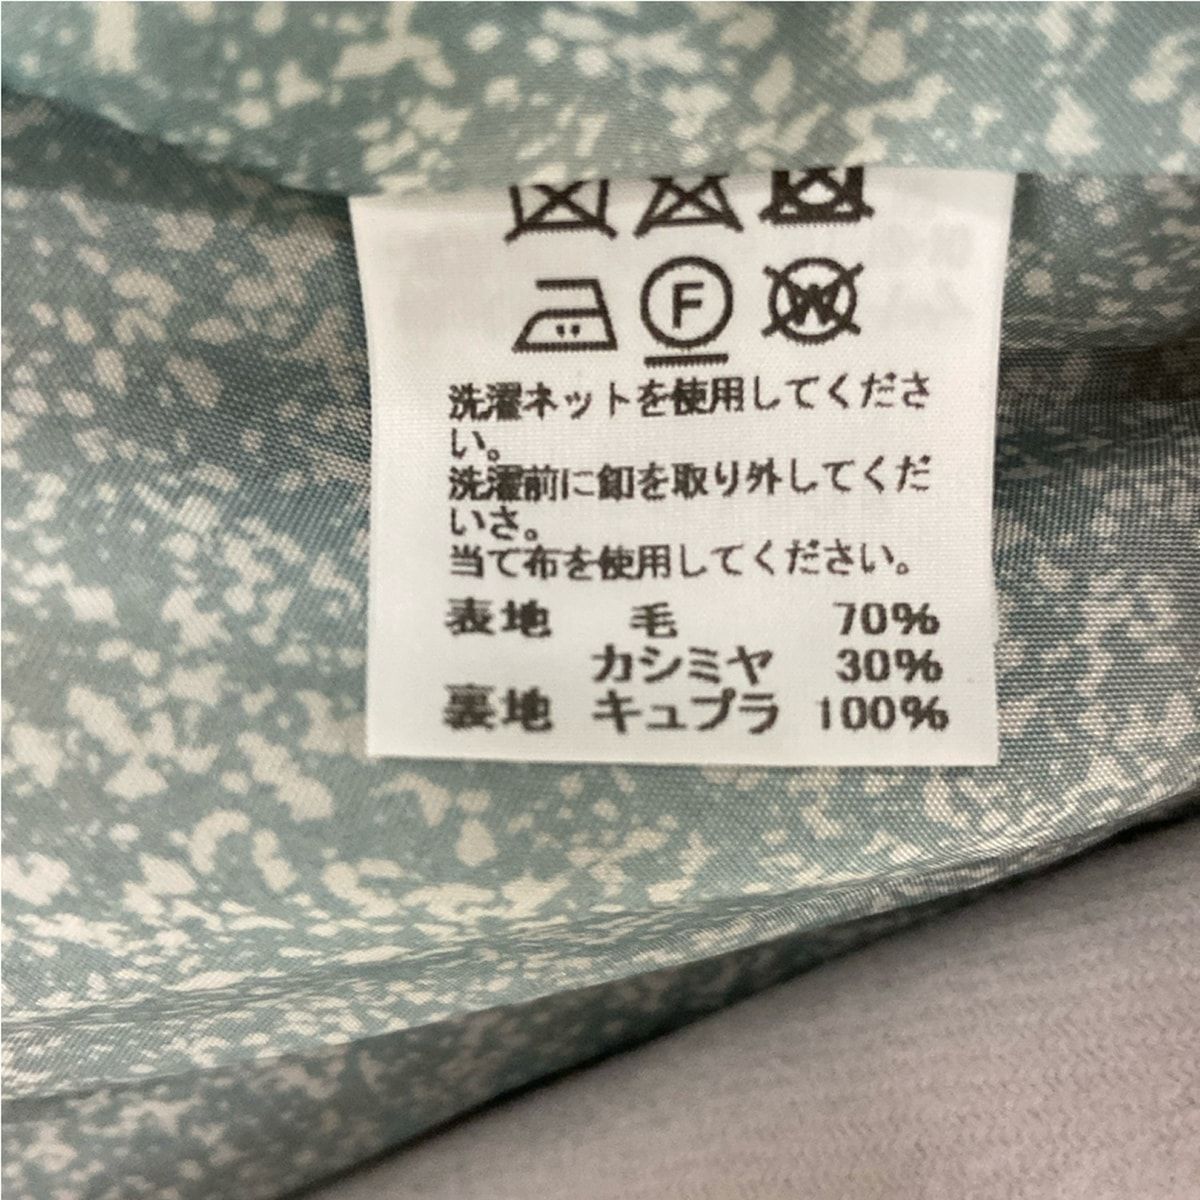 F W
洗濯ネットを使用してくださ
い。
洗濯前に釦を取り外してくだ
いさ。
当て布を使用してください。
表地 毛 70%
カシミヤ 30%
裏地 キュプラ 100%